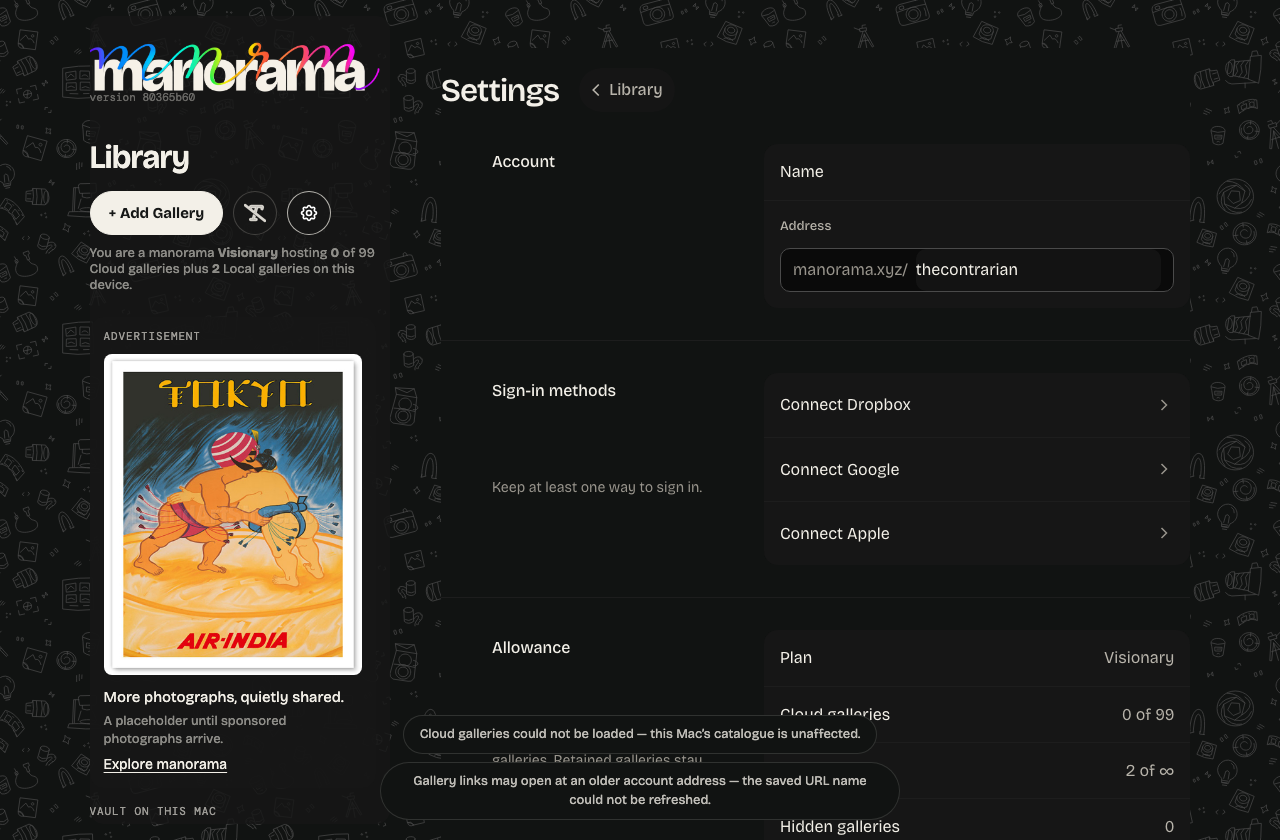 manorama
version 80365b60
Library
+ Add Gallery
You are a manorama Visionary hosting 0 of 99
Cloud galleries plus 2 Local galleries on this
device.
ADVERTISEMENT
TOKYO
AIR-INDIA
More photographs, quietly shared.
A placeholder until sponsored
photographs arrive.
Explore manorama
VAULT ON THIS MAC
Settings
Library
Account
Name
Address
manorama.xyz/ thecontrarian
Sign-in methods
Keep at least one way to sign in.
Connect Dropbox
Connect Google
Connect Apple
Allowance
Plan
Visionary
Cloud galleries
0 of 99
Cloud galleries could not be loaded — this Mac's catalogue is unaffected.
galleries. Retained galleries stay
2 of ∞
Gallery links may open at an older account address — the saved URL name
could not be refreshed.
Hidden galleries
0